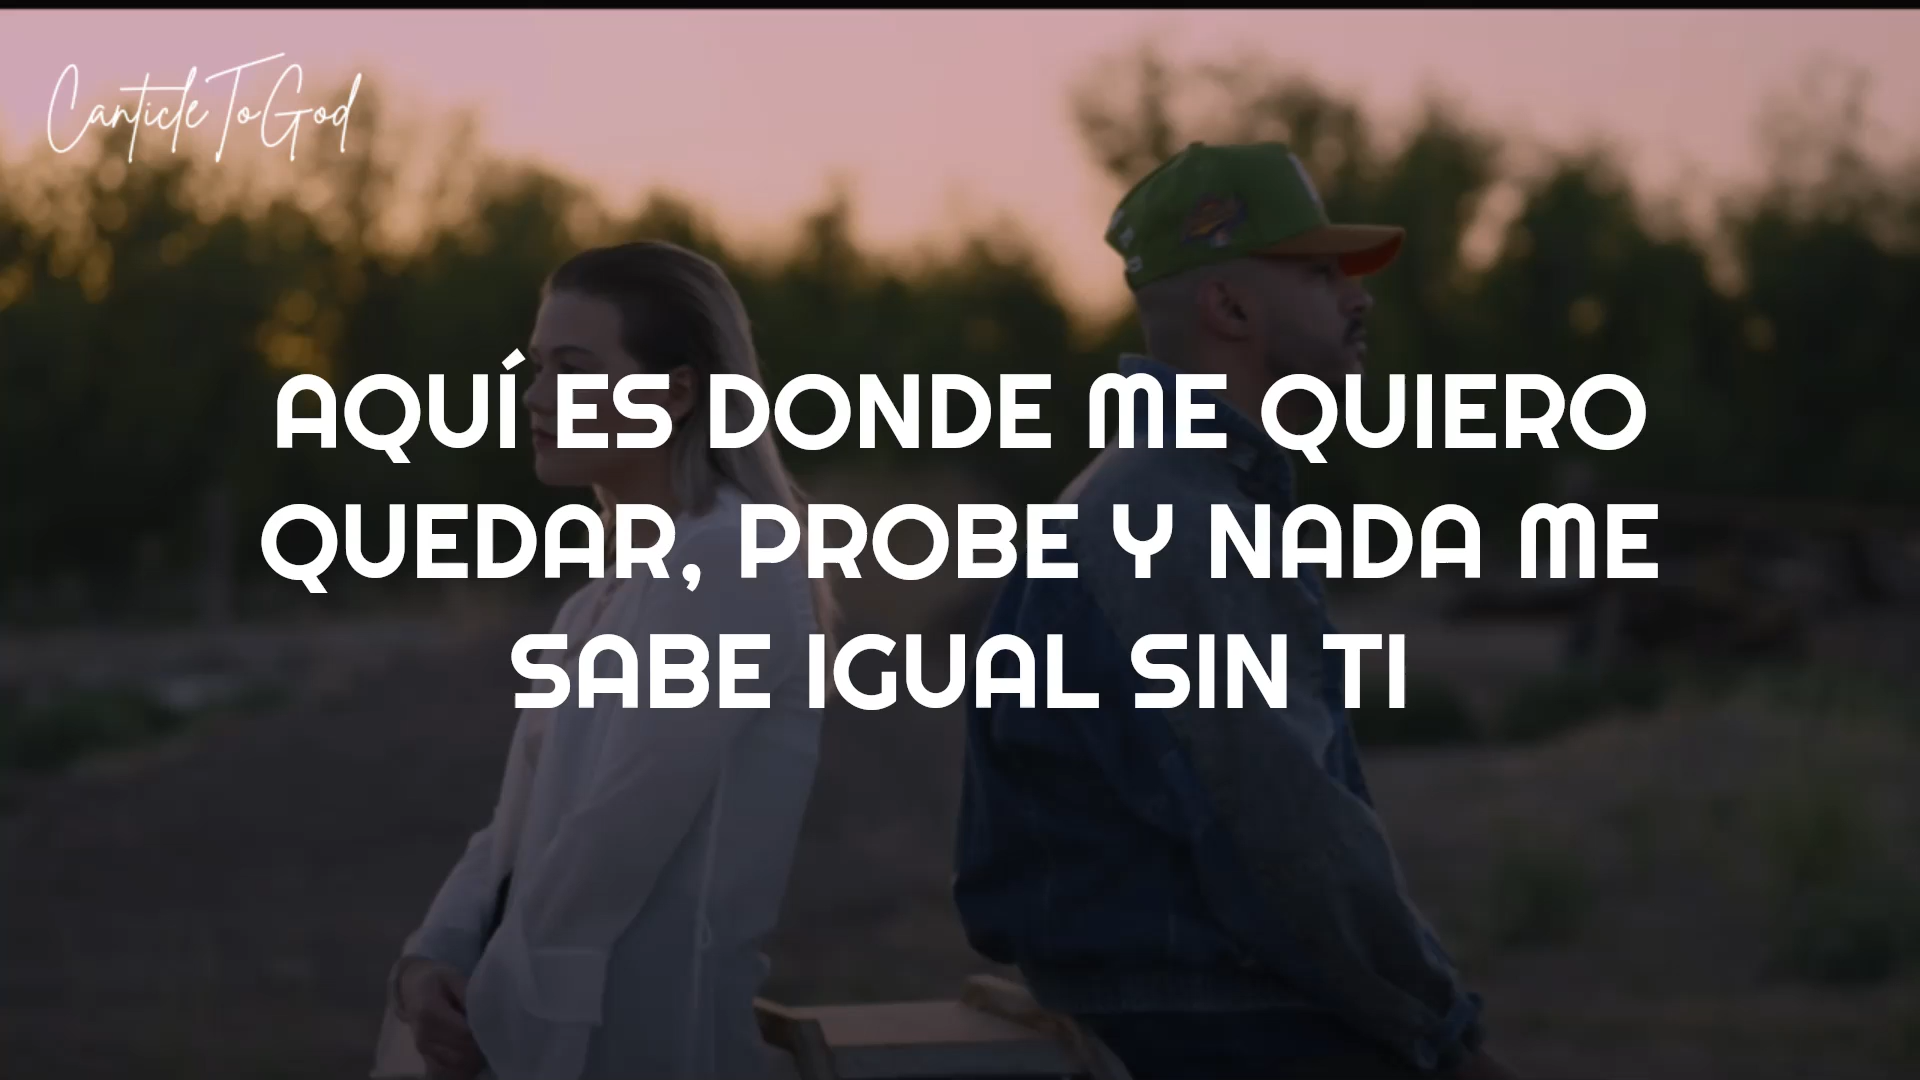 CanticleToGod
AQUÍ ES DONDE ME QUIERO
QUEDAR, PROBE Y NADA ME
SABE IGUAL SIN TI